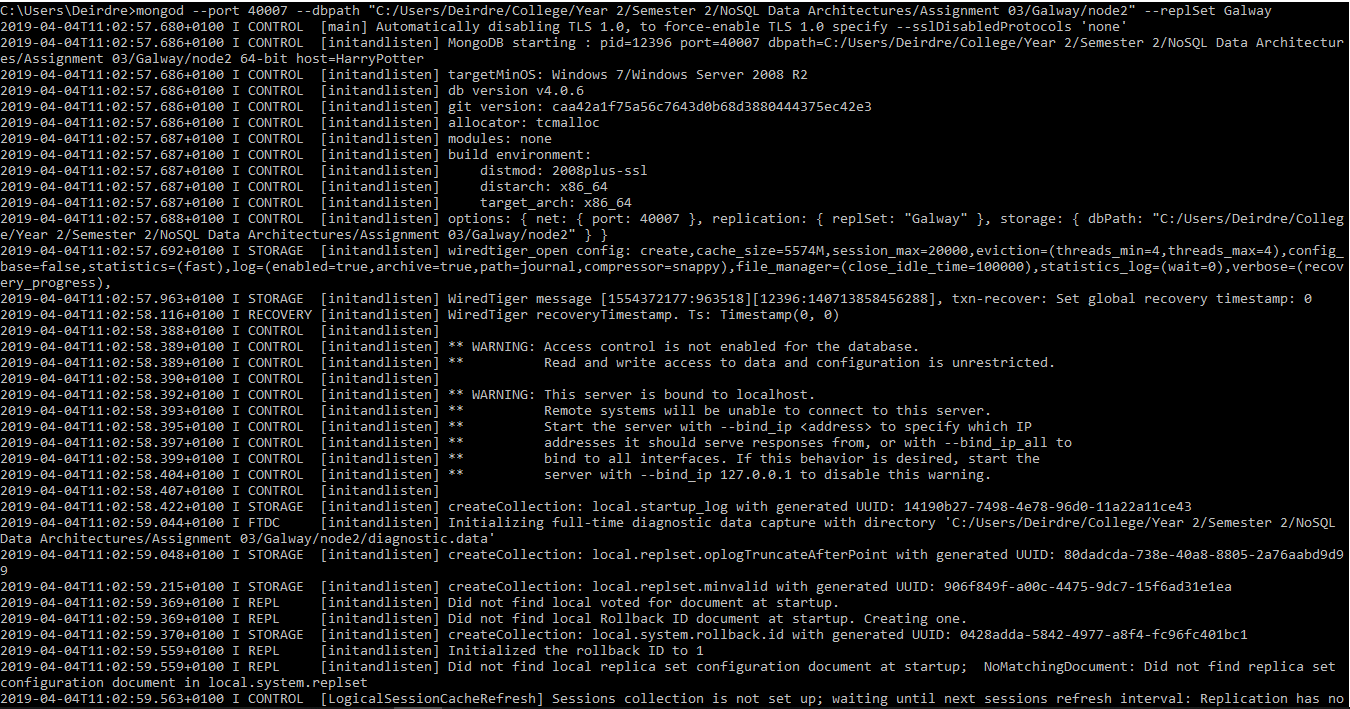 C:\Users\Deirdre>mongod --port 40007 --dbpath "C:/Users/Deirdre/College/Year 2/Semester 2/NoSQL Data Architectures/Assignment 03/Galway/node2" --replSet Galway
2019-04-04T11:02:57.680+0100 I CONTROL  [main] Automatically disabling TLS 1.0, to force-enable TLS 1.0 specify --sslDisabledProtocols 'none'
2019-04-04T11:02:57.686+0100 I CONTROL  [initandlisten] MongoDB starting : pid=12396 port=40007 dbpath=C:/Users/Deirdre/College/Year 2/Semester 2/NoSQL Data Architectur
es/Assignment 03/Galway/node2 64-bit host=HarryPotter
2019-04-04T11:02:57.686+0100 I CONTROL  [initandlisten] targetMinOS: Windows 7/Windows Server 2008 R2
2019-04-04T11:02:57.686+0100 I CONTROL  [initandlisten] db version v4.0.6
2019-04-04T11:02:57.686+0100 I CONTROL  [initandlisten] git version: caa42a1f75a56c7643d0b68d3880444375ec42e3
2019-04-04T11:02:57.686+0100 I CONTROL  [initandlisten] allocator: tcmalloc
2019-04-04T11:02:57.687+0100 I CONTROL  [initandlisten] modules: none
2019-04-04T11:02:57.687+0100 I CONTROL  [initandlisten] build environment:
2019-04-04T11:02:57.687+0100 I CONTROL  [initandlisten]     distmod: 2008plus-ssl
2019-04-04T11:02:57.687+0100 I CONTROL  [initandlisten]     distarch: x86_64
2019-04-04T11:02:57.687+0100 I CONTROL  [initandlisten]     target_arch: x86_64
2019-04-04T11:02:57.688+0100 I CONTROL  [initandlisten] options: { net: { port: 40007 }, replication: { replSet: "Galway" }, storage: { dbPath: "C:/Users/Deirdre/Colleg
e/Year 2/Semester 2/NoSQL Data Architectures/Assignment 03/Galway/node2" } }
2019-04-04T11:02:57.692+0100 I STORAGE  [initandlisten] wiredtiger_open config: create,cache_size=5574M,session_max=20000,eviction=(threads_min=4,threads_max=4),config_
base=false,statistics=(fast),log=(enabled=true,archive=true,path=journal,compressor=snappy),file_manager=(close_idle_time=100000),statistics_log=(wait=0),verbose=(recov
ery_progress),
2019-04-04T11:02:57.963+0100 I STORAGE  [initandlisten] WiredTiger message [1554372177:963518][12396:140713858456288], txn-recover: Set global recovery timestamp: 0
2019-04-04T11:02:58.116+0100 I RECOVERY [initandlisten] WiredTiger recoveryTimestamp. Ts: Timestamp(0, 0)
2019-04-04T11:02:58.388+0100 I CONTROL  [initandlisten]
2019-04-04T11:02:58.389+0100 I CONTROL  [initandlisten] ** WARNING: Access control is not enabled for the database.
2019-04-04T11:02:58.389+0100 I CONTROL  [initandlisten] **          Read and write access to data and configuration is unrestricted.
2019-04-04T11:02:58.390+0100 I CONTROL  [initandlisten]
2019-04-04T11:02:58.392+0100 I CONTROL  [initandlisten] ** WARNING: This server is bound to localhost.
2019-04-04T11:02:58.393+0100 I CONTROL  [initandlisten] **          Remote systems will be unable to connect to this server.
2019-04-04T11:02:58.395+0100 I CONTROL  [initandlisten] **          Start the server with --bind_ip <address> to specify which IP
2019-04-04T11:02:58.397+0100 I CONTROL  [initandlisten] **          addresses it should serve responses from, or with --bind_ip_all to
2019-04-04T11:02:58.399+0100 I CONTROL  [initandlisten] **          bind to all interfaces. If this behavior is desired, start the
2019-04-04T11:02:58.404+0100 I CONTROL  [initandlisten] **          server with --bind_ip 127.0.0.1 to disable this warning.
2019-04-04T11:02:58.407+0100 I CONTROL  [initandlisten]
2019-04-04T11:02:58.422+0100 I STORAGE  [initandlisten] createCollection: local.startup_log with generated UUID: 14190b27-7498-4e78-96d0-11a22a11ce43
2019-04-04T11:02:59.044+0100 I FTDC     [initandlisten] Initializing full-time diagnostic data capture with directory 'C:/Users/Deirdre/College/Year 2/Semester 2/NoSQL
Data Architectures/Assignment 03/Galway/node2/diagnostic.data'
2019-04-04T11:02:59.048+0100 I STORAGE  [initandlisten] createCollection: local.replset.oplogTruncateAfterPoint with generated UUID: 80dadcda-738e-40a8-8805-2a76aabd9d9
9
2019-04-04T11:02:59.215+0100 I STORAGE  [initandlisten] createCollection: local.replset.minvalid with generated UUID: 906f849f-a00c-4475-9dc7-15f6ad31e1ea
2019-04-04T11:02:59.369+0100 I REPL     [initandlisten] Did not find local voted for document at startup.
2019-04-04T11:02:59.369+0100 I REPL     [initandlisten] Did not find local Rollback ID document at startup. Creating one.
2019-04-04T11:02:59.370+0100 I STORAGE  [initandlisten] createCollection: local.system.rollback.id with generated UUID: 0428adda-5842-4977-a8f4-fc96fc401bc1
2019-04-04T11:02:59.559+0100 I REPL     [initandlisten] Initialized the rollback ID to 1
2019-04-04T11:02:59.559+0100 I REPL     [initandlisten] Did not find local replica set configuration document at startup;  NoMatchingDocument: Did not find replica set
configuration document in local.system.replset
2019-04-04T11:02:59.563+0100 I CONTROL  [LogicalSessionCacheRefresh] Sessions collection is not set up; waiting until next sessions refresh interval: Replication has no